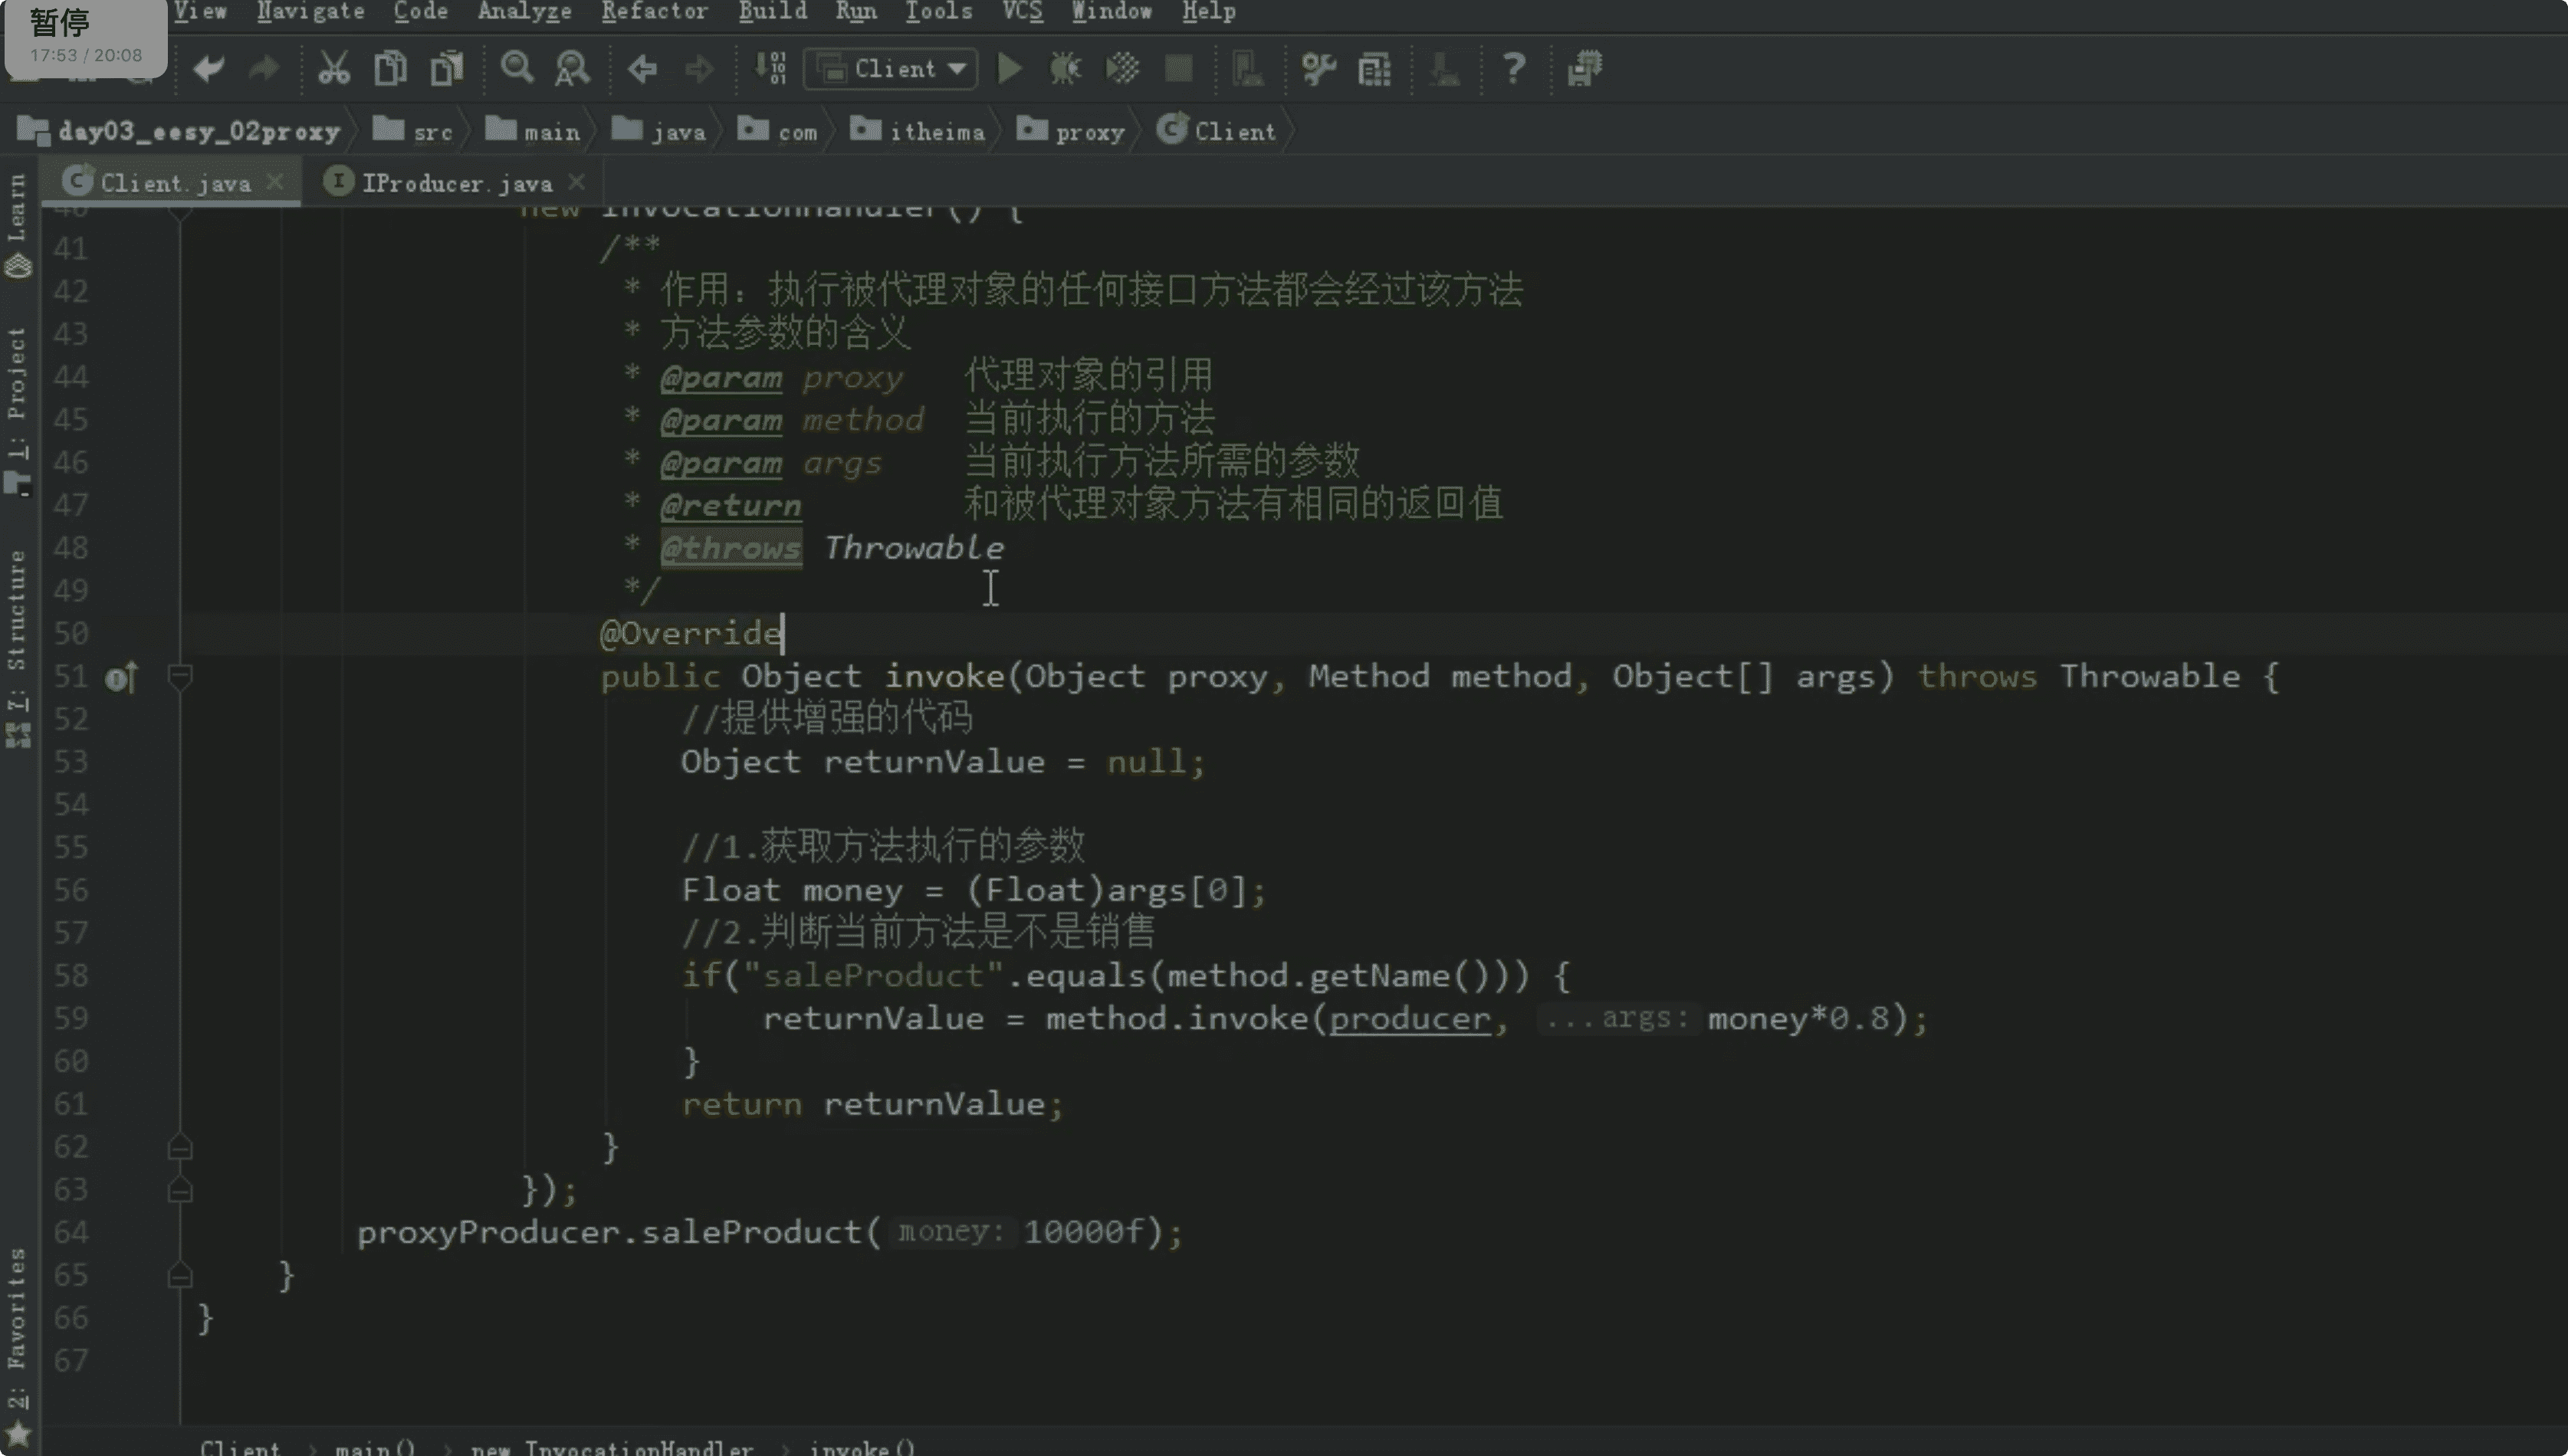 暂停
17:53 / 20:08
View Navigate Code Analyze Refactor Build Run Tools VCS Window Help
Client
day03_eesy_02proxy src main java com itheima proxy Client
Client.java IProducer.java
Learn
1: Project
7: Structure
2: Favorites
40 new InvocationHandler() {
41 /**
42 * 作用：执行被代理对象的任何接口方法都会经过该方法
43 * 方法参数的含义
44 * @param proxy 代理对象的引用
45 * @param method 当前执行的方法
46 * @param args 当前执行方法所需的参数
47 * @return 和被代理对象方法有相同的返回值
48 * @throws Throwable
49 */
50 @Override
51 public Object invoke(Object proxy, Method method, Object[] args) throws Throwable {
52 //提供增强的代码
53 Object returnValue = null;
54
55 //1.获取方法执行的参数
56 Float money = (Float)args[0];
57 //2.判断当前方法是不是销售
58 if("saleProduct".equals(method.getName())) {
59 returnValue = method.invoke(producer, ...args: money*0.8);
60 }
61 return returnValue;
62 }
63 });
64 proxyProducer.saleProduct( money: 10000f);
65 }
66 }
67
Client main() new InvocationHandler invoke()